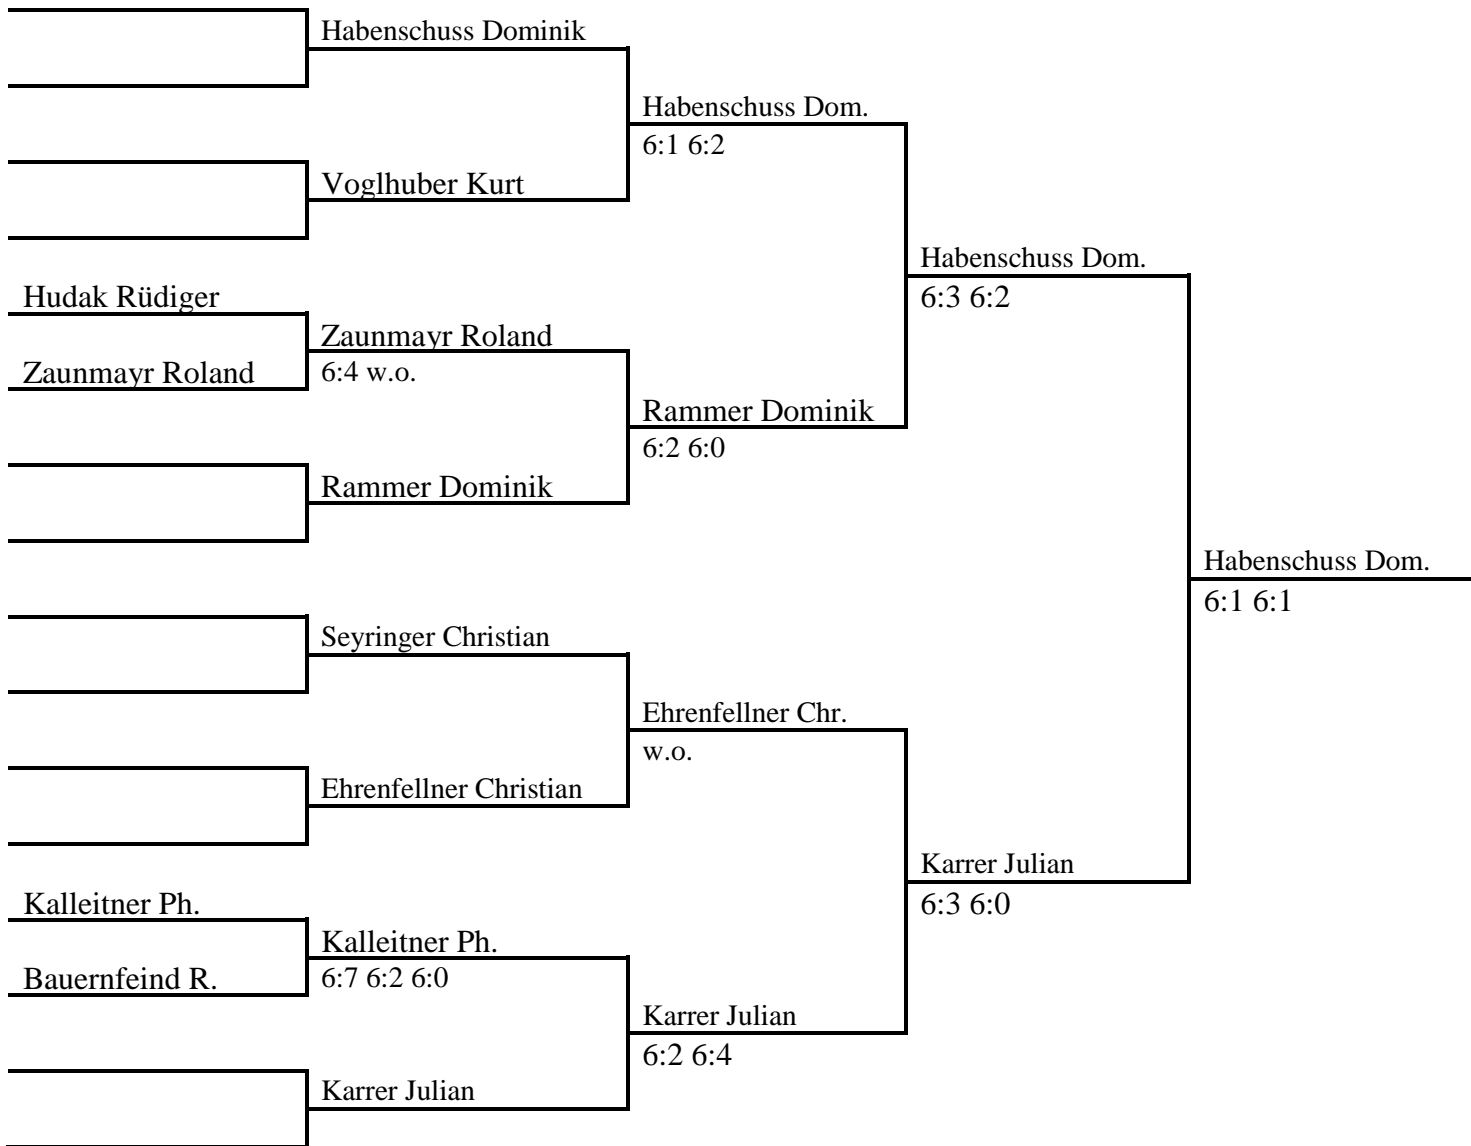 Habenschuss Dominik
Habenschuss Dom.
6:1 6:2
Voglhuber Kurt
Habenschuss Dom.
6:3 6:2
Hudak Rüdiger
Zaunmayr Roland
Zaunmayr Roland
6:4 w.o.
Rammer Dominik
6:2 6:0
Rammer Dominik
Habenschuss Dom.
6:1 6:1
Seyringer Christian
Ehrenfellner Chr.
w.o.
Ehrenfellner Christian
Karrer Julian
6:3 6:0
Kalleitner Ph.
Kalleitner Ph.
Bauernfeind R.
6:7 6:2 6:0
Karrer Julian
6:2 6:4
Karrer Julian